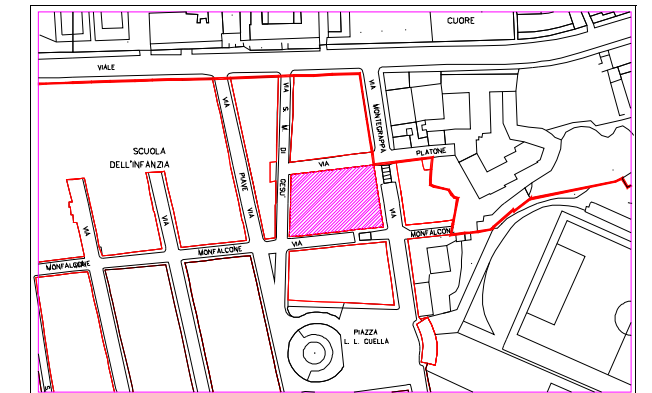 CUORE
VIALE
VIA
MONTEGRAPPA
VIA
S. M. DI GESU'
VIA
PIAVE
VIA
SCUOLA
DELL'INFANZIA
VIA
PLATONE
VIA
VIA
MONFALCONE
VIA
MONFALCONE
VIA
MONFALCON
PIAZZA
L. L. CUELLA